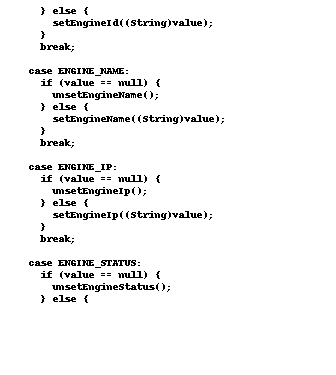 } else {
setEngineId((String)value);
}
break;
case ENGINE_NAME:
if (value == null) {
unsetEngineName();
} else {
setEngineName((String)value);
}
break;
case ENGINE_IP:
if (value == null) {
unsetEngineIp();
} else {
setEngineIp((String)value);
}
break;
case ENGINE_STATUS:
if (value == null) {
unsetEngineStatus();
} else {